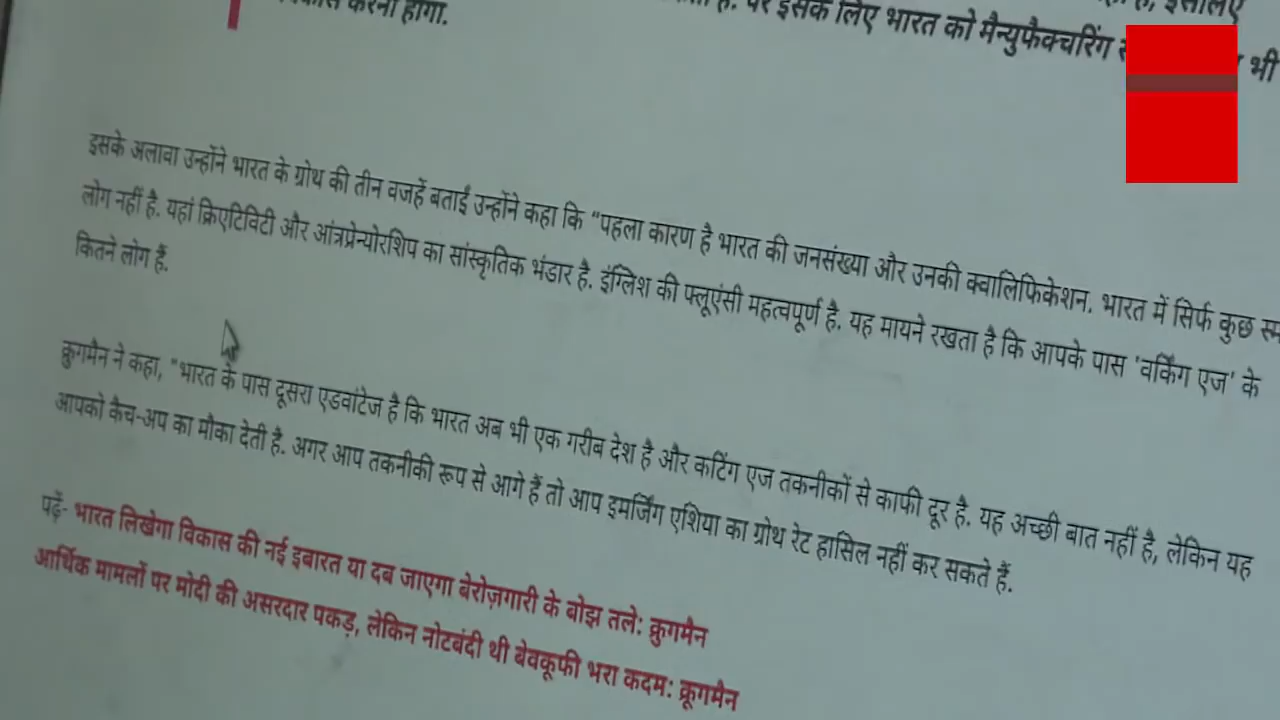 करना होगा.
पर इसके लिए भारत को मैन्युफैक्चरिंग भी
इसके अलावा उन्होंने भारत के ग्रोथ की तीन वजहें बताईं उन्होंने कहा कि “पहला कारण है भारत की जनसंख्या और उनकी क्वालिफिकेशन. भारत में सिर्फ कुछ
लोग नहीं है. यहां क्रिएटिविटी और आंत्रप्रेन्योरशिप का सांस्कृतिक भंडार है. इंग्लिश की फ्लूएंसी महत्वपूर्ण है. यह मायने रखता है कि आपके पास 'वर्किंग एज' के
कितने लोग हैं.
क्रुगमैन ने कहा, "भारत के पास दूसरा एडवांटेज है कि भारत अब भी एक गरीब देश है और कटिंग एज तकनीकों से काफी दूर है. यह अच्छी बात नहीं है, लेकिन यह
आपको कैच-अप का मौका देती है. अगर आप तकनीकी रूप से आगे हैं तो आप इमर्जिंग एशिया का ग्रोथ रेट हासिल नहीं कर सकते हैं.
पढ़ें- भारत लिखेगा विकास की नई इबारत या दब जाएगा बेरोज़गारी के बोझ तले: क्रुगमैन
आर्थिक मामलों पर मोदी की असरदार पकड़, लेकिन नोटबंदी थी बेवकूफी भरा कदम: क्रूगमैन